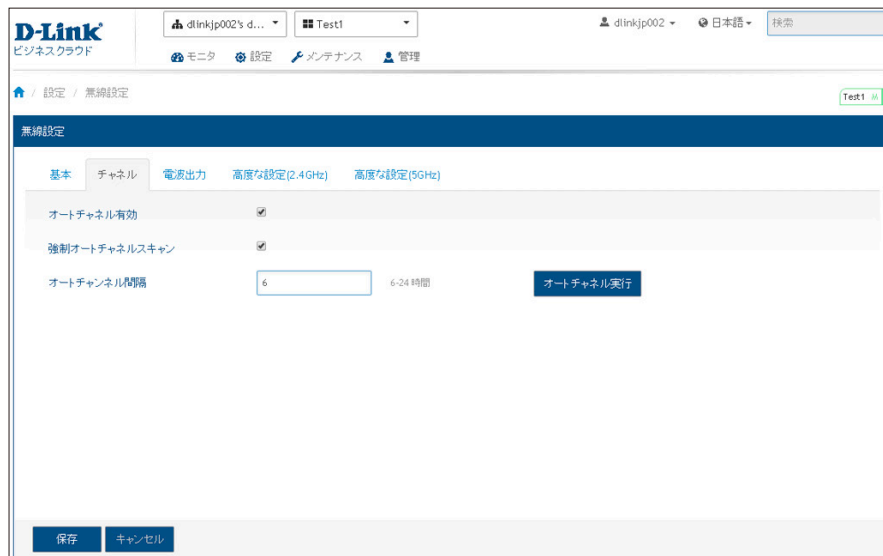 D-Link
ビジネスクラウド
dlinkjp002's d...
Test1
dlinkjp002
日本語
検索
モニタ
設定
メンテナンス
管理
/ 設定 / 無線設定
Test1
無線設定
基本
チャネル
電波出力
高度な設定(2.4GHz)
高度な設定(5GHz)
オートチャネル有効
強制オートチャネルスキャン
オートチャンネル間隔
6
6-24 時間
オートチャネル実行
保存
キャンセル